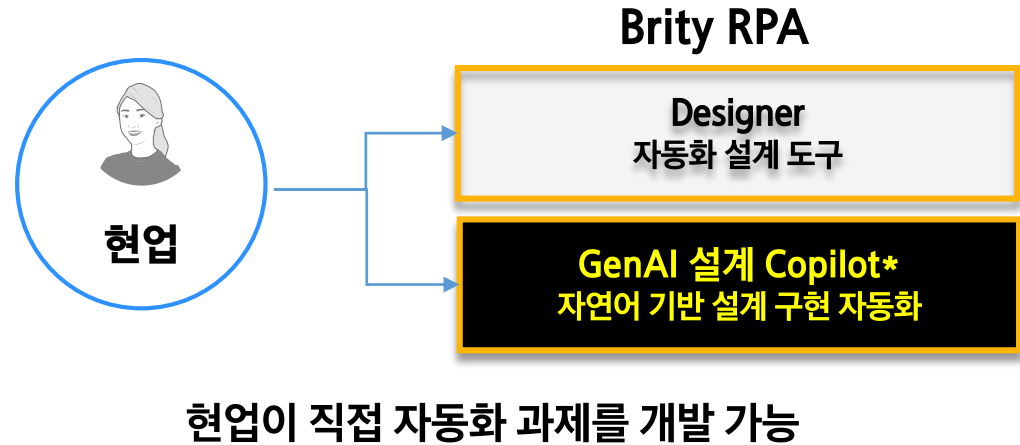 Brity RPA
Designer
자동화 설계 도구
현업
GenAI 설계 Copilot*
자연어 기반 설계 구현 자동화
현업이 직접 자동화 과제를 개발 가능